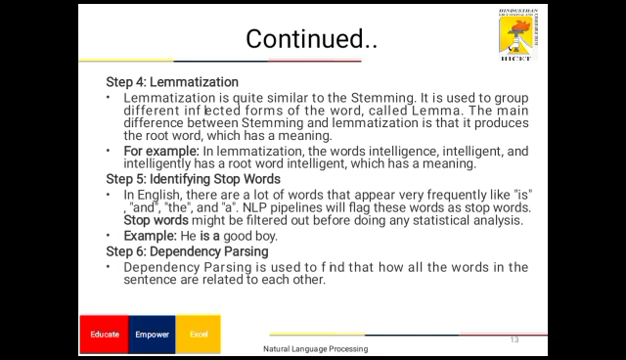 Continued..
HICET
Step 4: Lemmatization
• Lemmatization is quite similar to the Stemming. It is used to group
different inflected forms of the word, called Lemma. The main
difference between Stemming and lemmatization is that it produces
the root word, which has a meaning.
• For example: In lemmatization, the words intelligence, intelligent, and
intelligently has a root word intelligent, which has a meaning.
Step 5: Identifying Stop Words
• In English, there are a lot of words that appear very frequently like "is"
, "and", "the", and "a". NLP pipelines will flag these words as stop words.
Stop words might be filtered out before doing any statistical analysis.
• Example: He is a good boy.
Step 6: Dependency Parsing
• Dependency Parsing is used to find that how all the words in the
sentence are related to each other.
Educate Empower Excel
Natural Language Processing
13